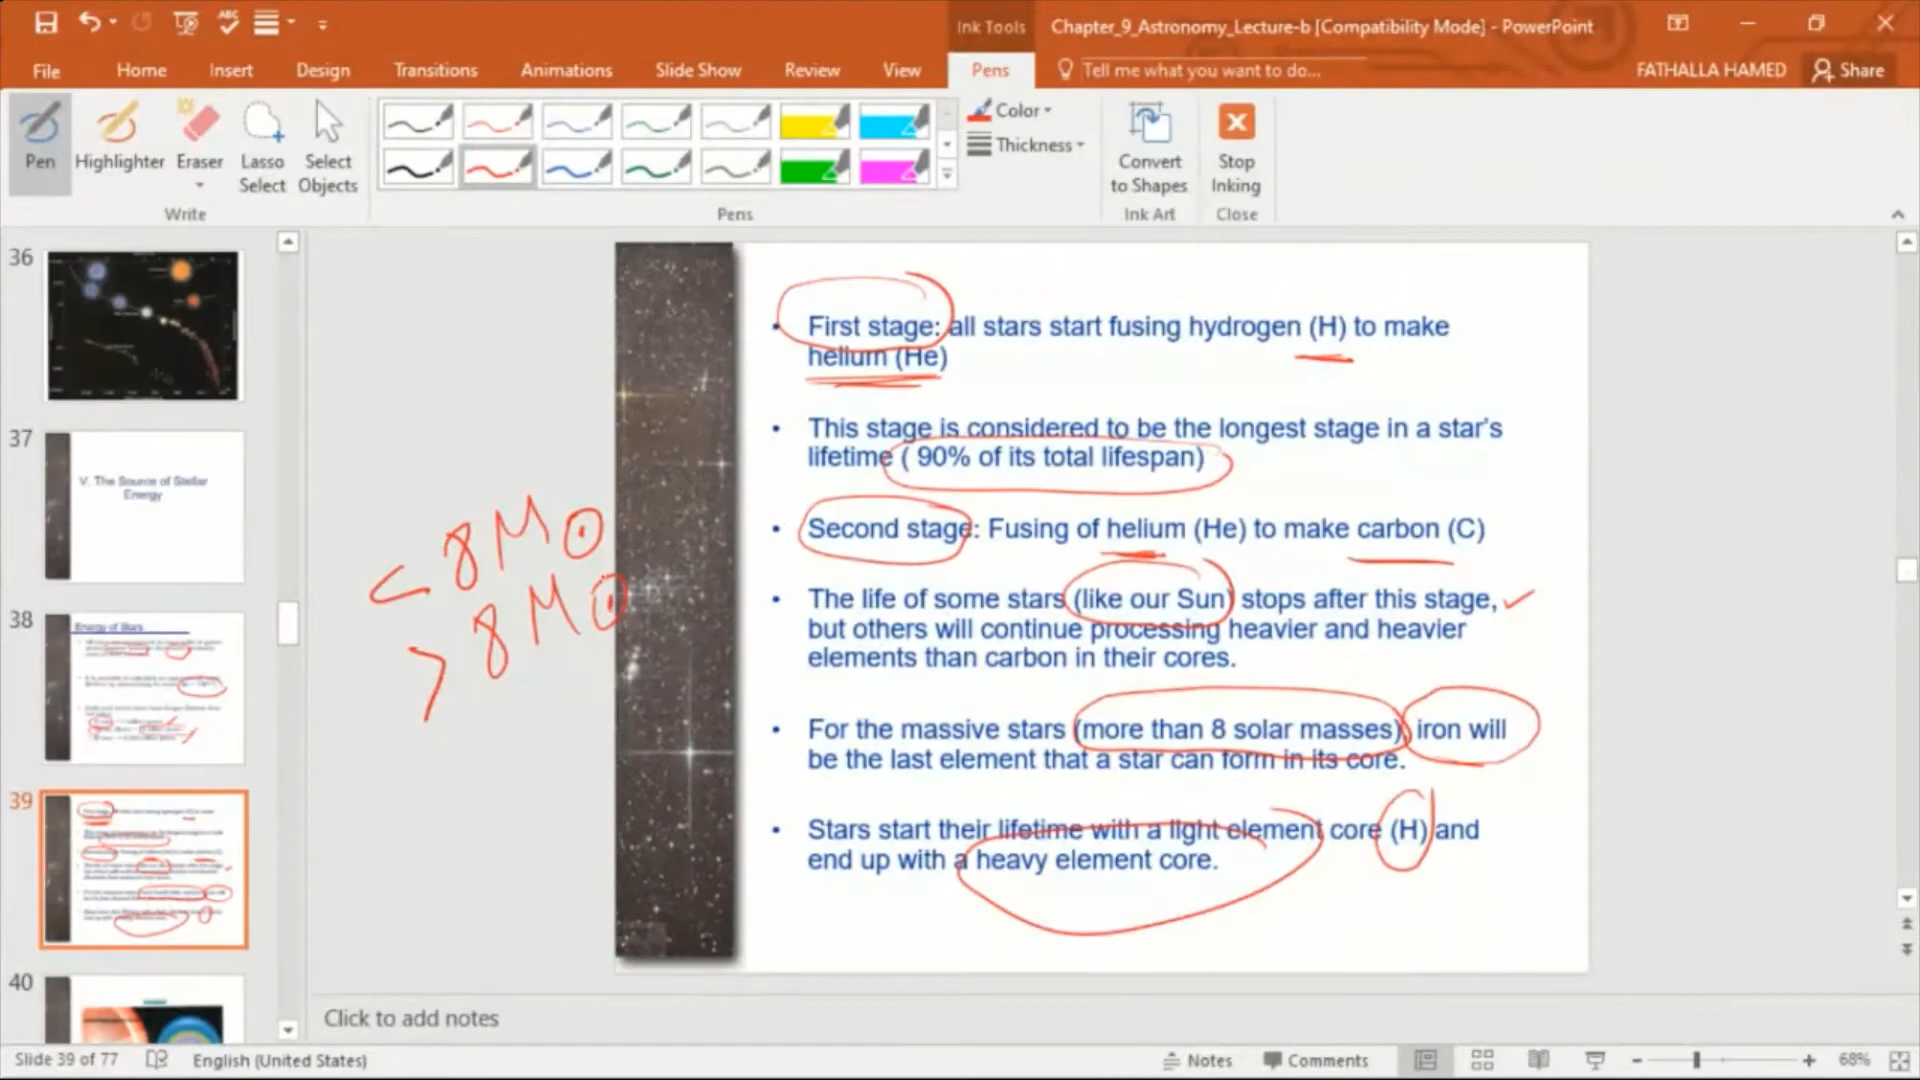 ABC
Ink Tools
Chapter_9_Astronomy_Lecture-b [Compatibility Mode] - PowerPoint
File
Home
Insert
Design
Transitions
Animations
Slide Show
Review
View
Pens
Tell me what you want to do...
FATHALLA HAMED
Share
Pen
Highlighter
Eraser
Lasso
Select
Select
Objects
Write
Pens
Color
Thickness
Convert
to Shapes
Ink Art
Stop
Inking
Close
36
37
V. The Source of Stellar
Energy
38
Energy of Stars
39
40
< 8M⊙
> 8M⊙
• First stage: all stars start fusing hydrogen (H) to make
helium (He)
• This stage is considered to be the longest stage in a star's
lifetime ( 90% of its total lifespan)
• Second stage: Fusing of helium (He) to make carbon (C)
• The life of some stars (like our Sun) stops after this stage,
but others will continue processing heavier and heavier
elements than carbon in their cores.
• For the massive stars (more than 8 solar masses) iron will
be the last element that a star can form in its core.
• Stars start their lifetime with a light element core (H) and
end up with a heavy element core.
Click to add notes
Slide 39 of 77
English (United States)
Notes
Comments
68%